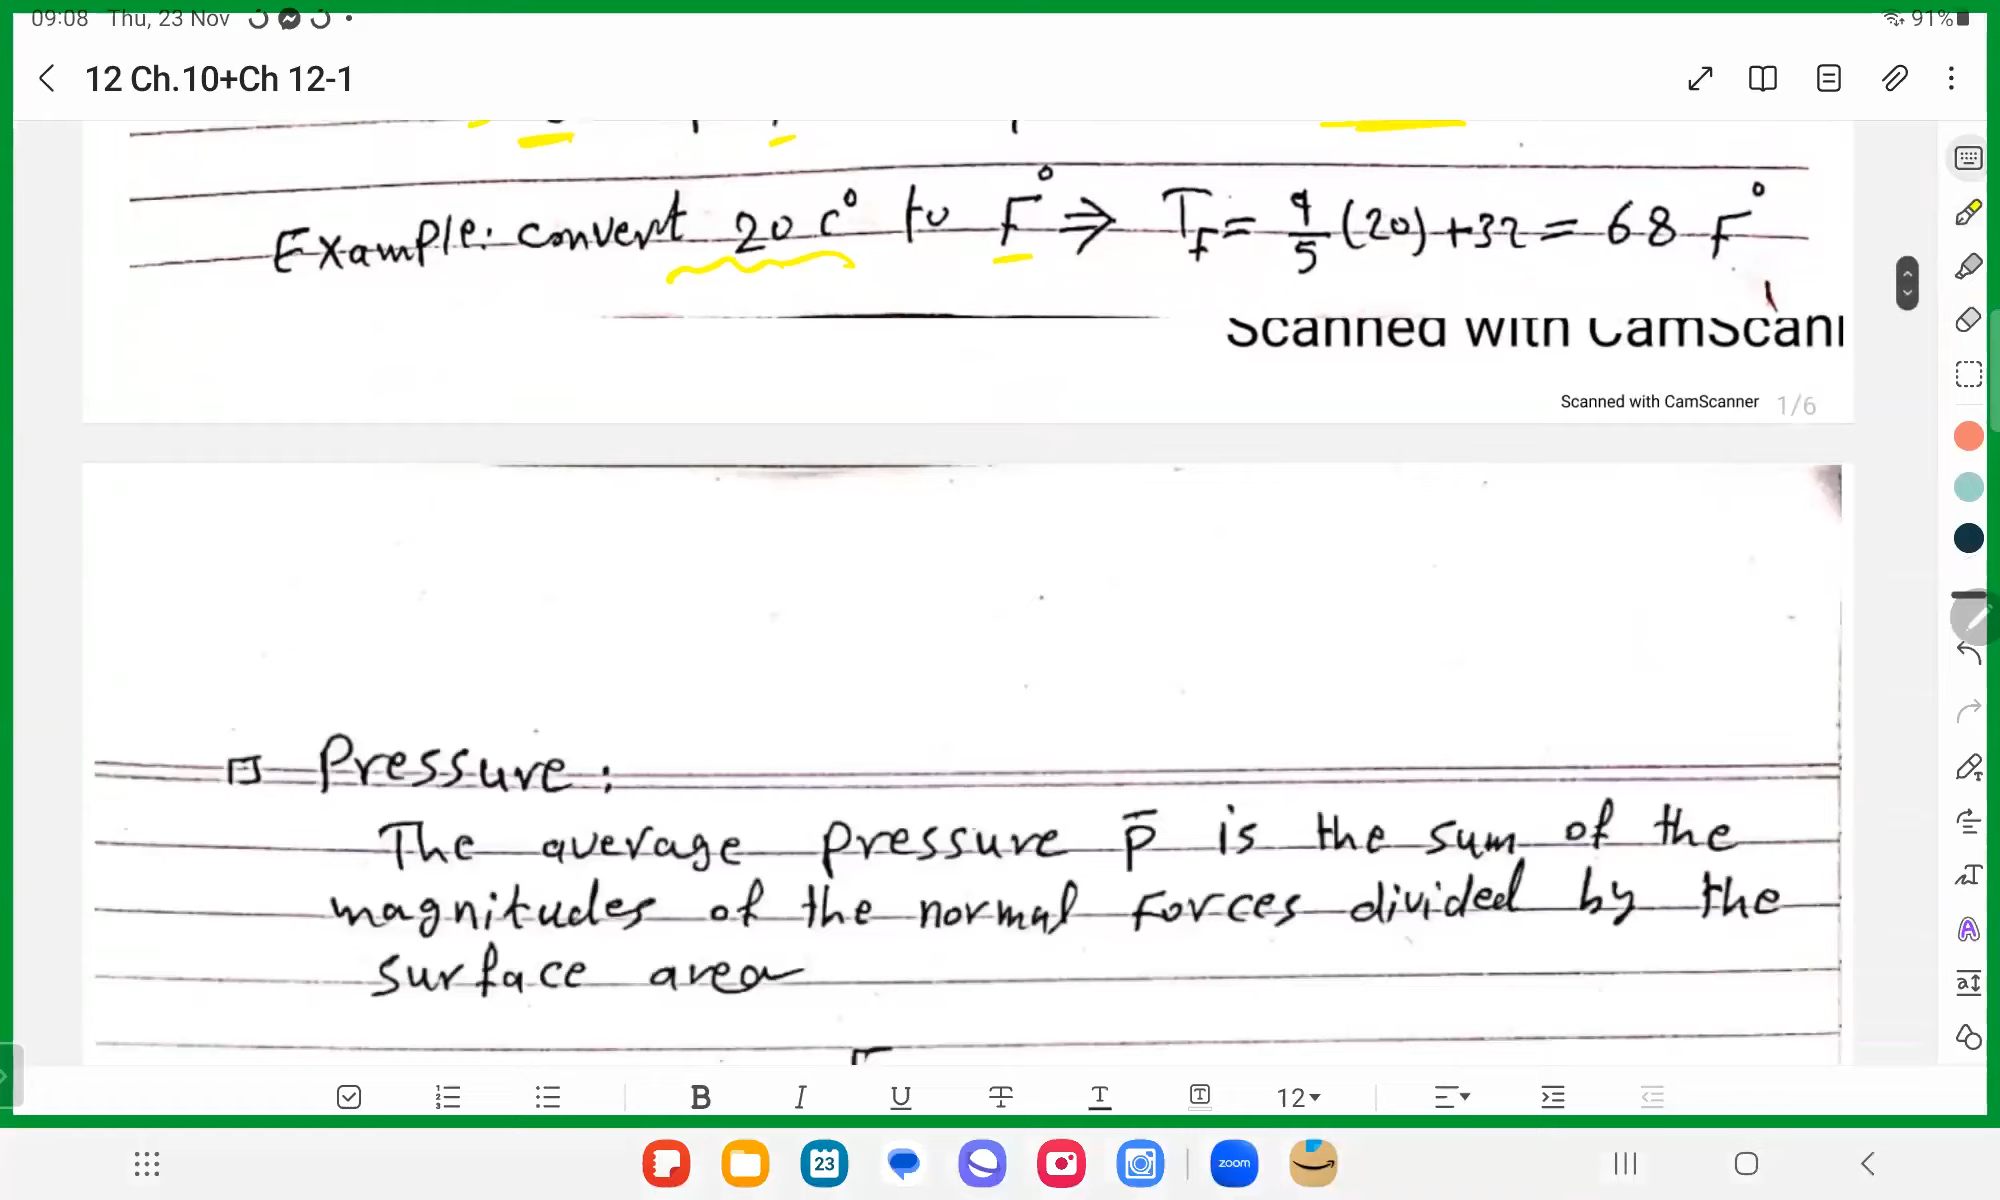 09:08 Thu, 23 Nov
91%
12 Ch.10+Ch 12-1
Example: convert 20 C° to F° ⇒ T_F = 9/5 (20) + 32 = 68 F°
Scanned with CamScan
Scanned with CamScanner 1/6
Pressure:
The average pressure p̄ is the sum of the
magnitudes of the normal forces divided by the
surface area
B I U T T T 12
23
zoom